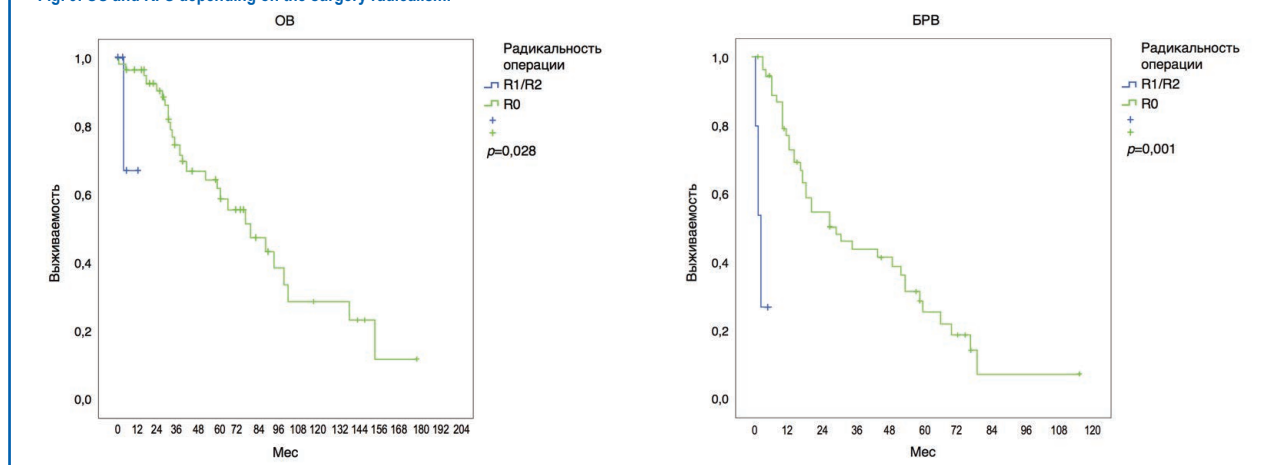 Fig. 3. OS and RFS depending on the surgery radicalism.
ОВ
Выживаемость
1,0
0,8
0,6
0,4
0,2
0,0
0 12 24 36 48 60 72 84 96 108 120 132 144 156 168 180 192 204
Мес
Радикальность
операции
R1/R2
R0
p=0,028
БРВ
Выживаемость
1,0
0,8
0,6
0,4
0,2
0,0
0 12 24 36 48 60 72 84 96 108 120
Мес
Радикальность
операции
R1/R2
R0
p=0,001